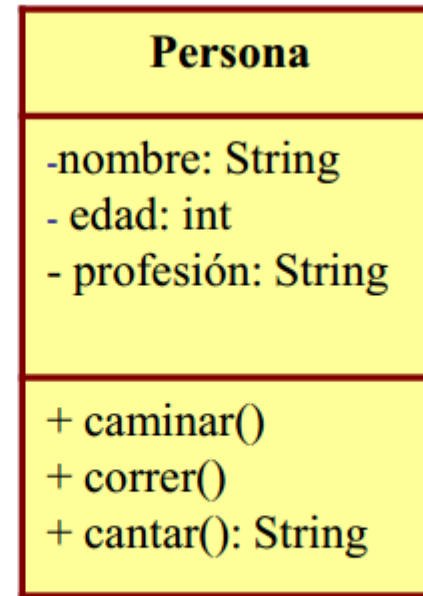 Persona
-nombre: String
- edad: int
- profesión: String
+ caminar()
+ correr()
+ cantar(): String